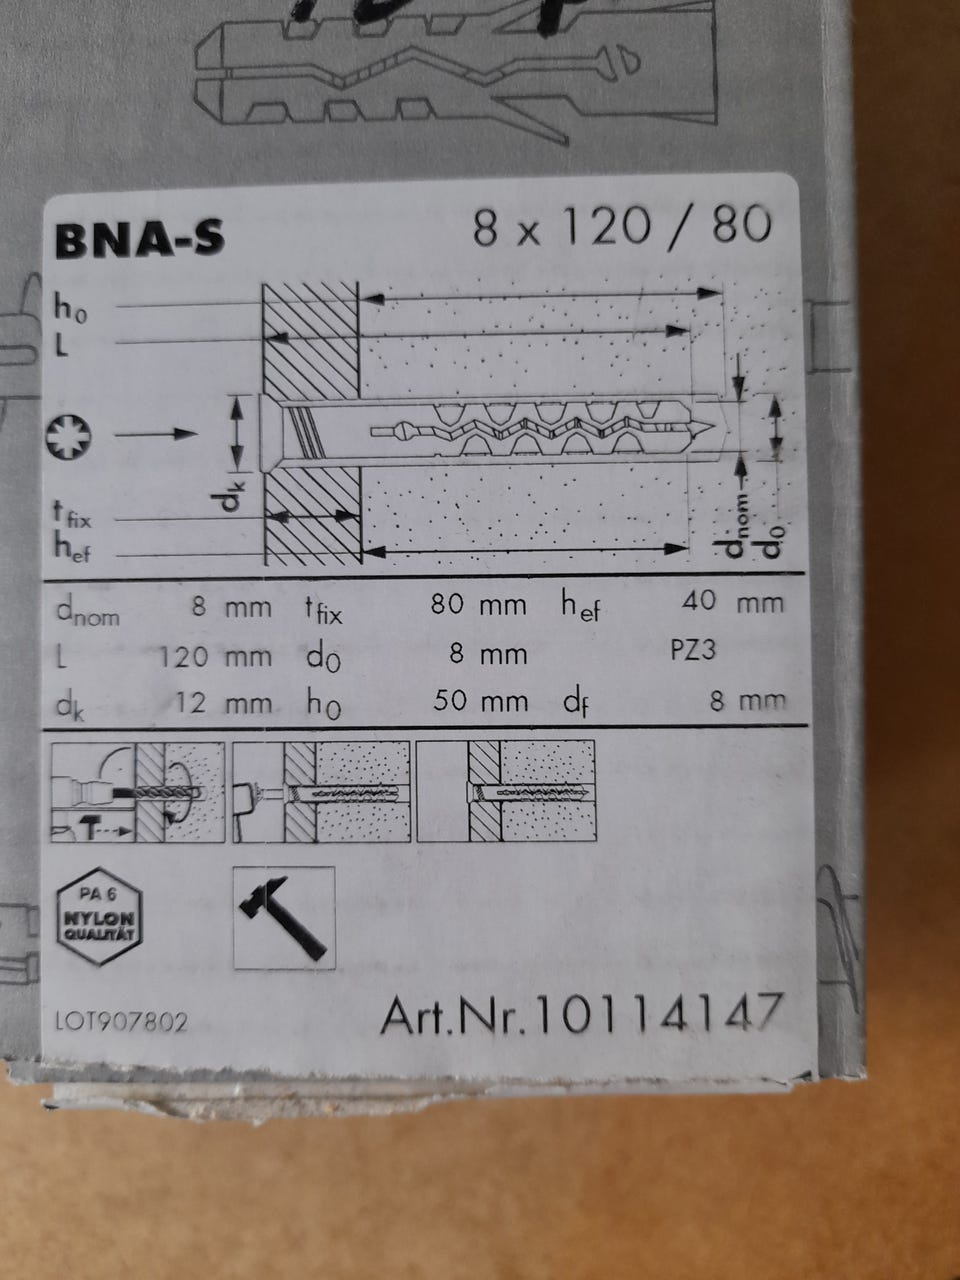 BNA-S 8 x 120 / 80
h0
L
dk
tfix
hef
dnom
d0
dnom 8 mm tfix 80 mm hef 40 mm
L 120 mm d0 8 mm PZ3
dk 12 mm h0 50 mm df 8 mm
T
PA 6
NYLON
QUALITÄT
LOT907802 Art.Nr.10114147